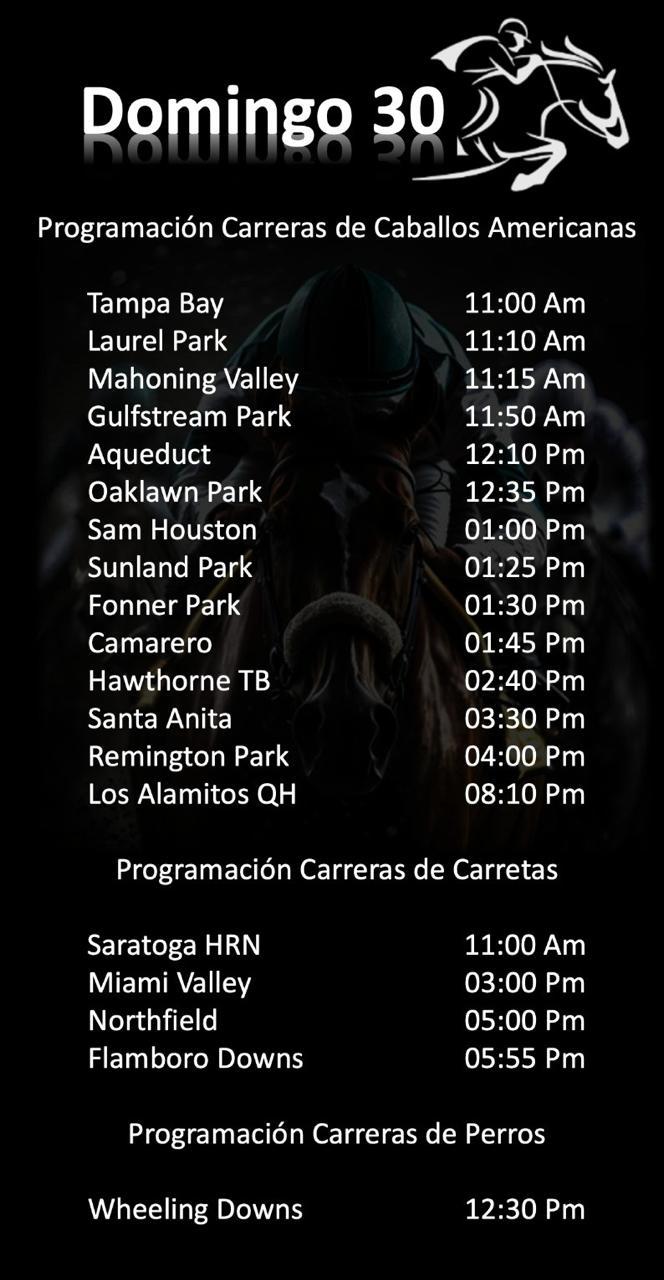 Domingo 30
Programación Carreras de Caballos Americanas
Tampa Bay 11:00 Am
Laurel Park 11:10 Am
Mahoning Valley 11:15 Am
Gulfstream Park 11:50 Am
Aqueduct 12:10 Pm
Oaklawn Park 12:35 Pm
Sam Houston 01:00 Pm
Sunland Park 01:25 Pm
Fonner Park 01:30 Pm
Camarero 01:45 Pm
Hawthorne TB 02:40 Pm
Santa Anita 03:30 Pm
Remington Park 04:00 Pm
Los Alamitos QH 08:10 Pm
Programación Carreras de Carretas
Saratoga HRN 11:00 Am
Miami Valley 03:00 Pm
Northfield 05:00 Pm
Flamboro Downs 05:55 Pm
Programación Carreras de Perros
Wheeling Downs 12:30 Pm